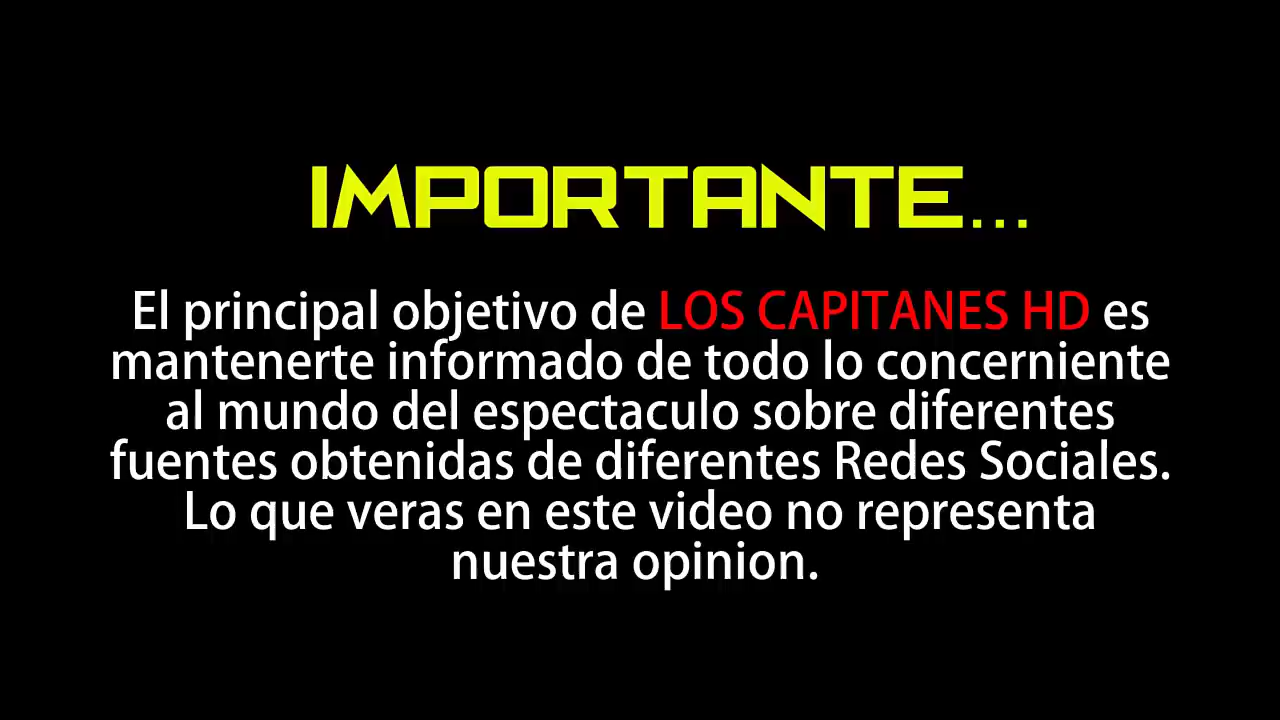 IMPORTANTE...
El principal objetivo de LOS CAPITANES HD es
mantenerte informado de todo lo concerniente
al mundo del espectaculo sobre diferentes
fuentes obtenidas de diferentes Redes Sociales.
Lo que veras en este video no representa
nuestra opinion.